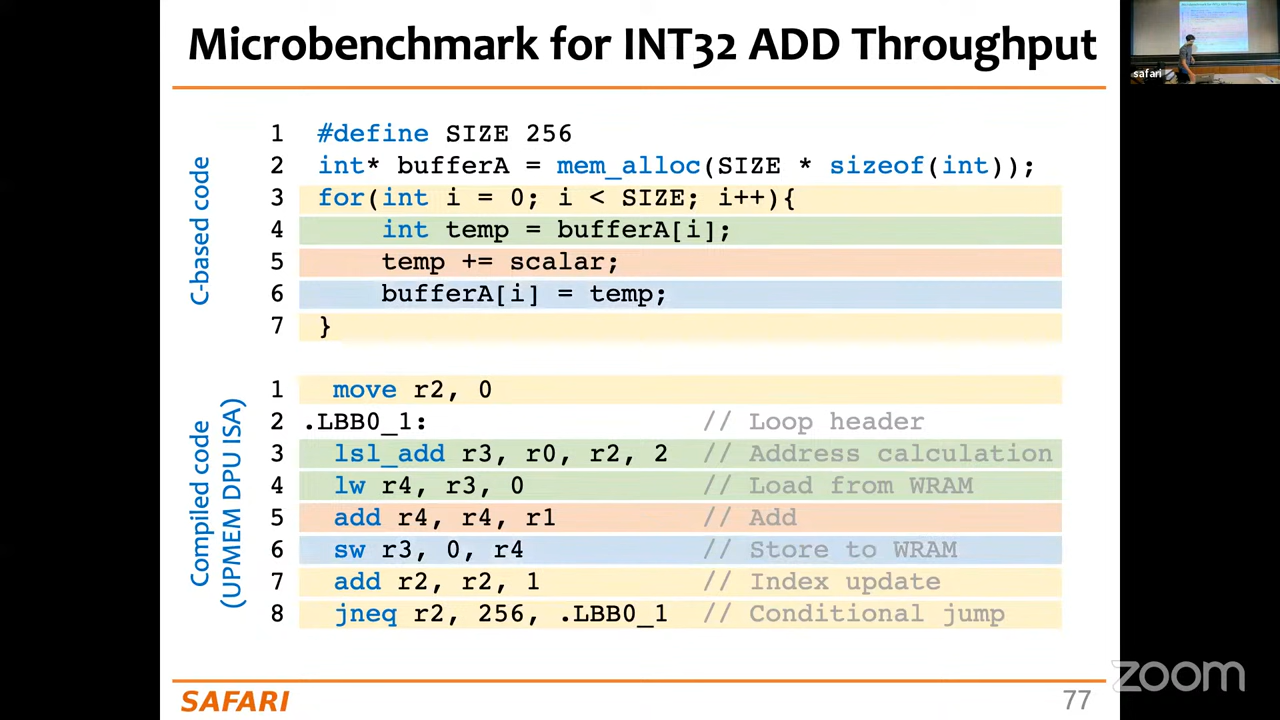 Microbenchmark for INT32 ADD Throughput
C-based code
1 #define SIZE 256
2 int* bufferA = mem_alloc(SIZE * sizeof(int));
3 for(int i = 0; i < SIZE; i++){
4 int temp = bufferA[i];
5 temp += scalar;
6 bufferA[i] = temp;
7 }
Compiled code
(UPMEM DPU ISA)
1 move r2, 0
2 .LBB0_1: // Loop header
3 lsl_add r3, r0, r2, 2 // Address calculation
4 lw r4, r3, 0 // Load from WRAM
5 add r4, r4, r1 // Add
6 sw r3, 0, r4 // Store to WRAM
7 add r2, r2, 1 // Index update
8 jneq r2, 256, .LBB0_1 // Conditional jump
SAFARI
77
safari
zoom